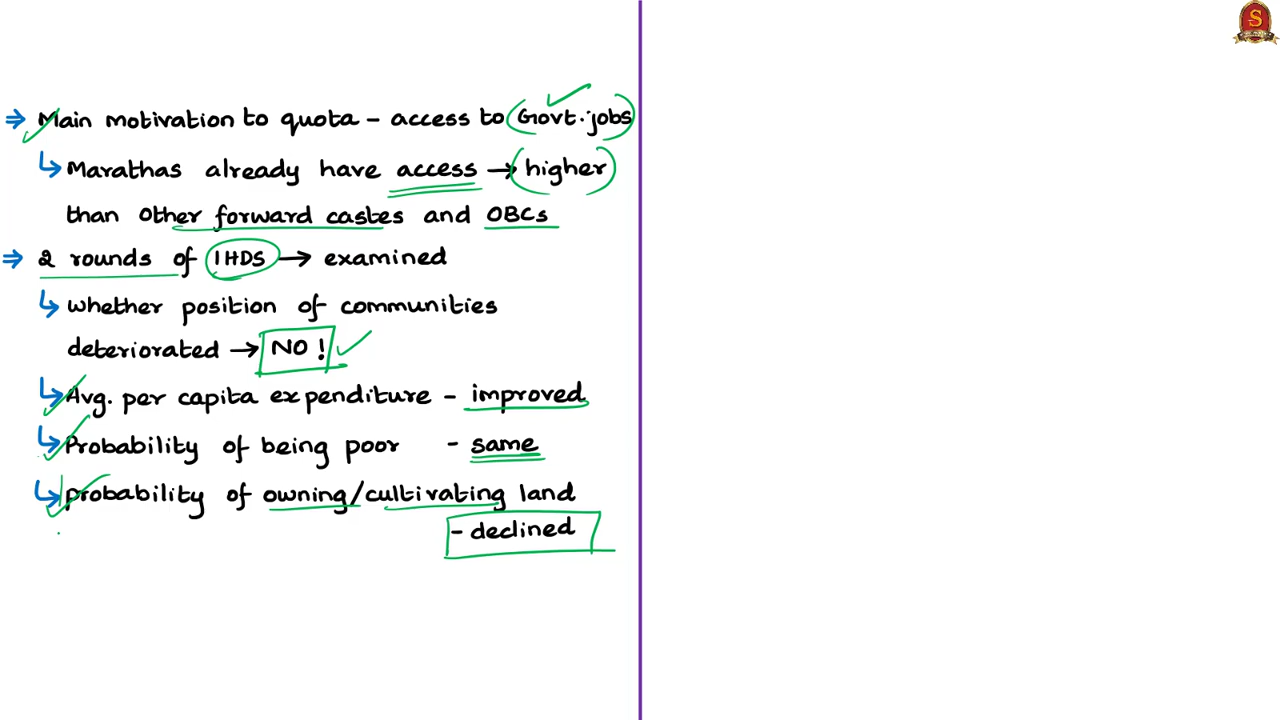 ⇒ Main motivation to quota - access to (Govt. jobs)
↳ Marathas already have access → (higher)
than other forward castes and OBCs
⇒ 2 rounds of IHDS → examined
↳ whether position of communities
deteriorated → NO!
↳ Avg. per capita expenditure - improved
↳ Probability of being poor - same
↳ probability of owning/cultivating land
- declined
S